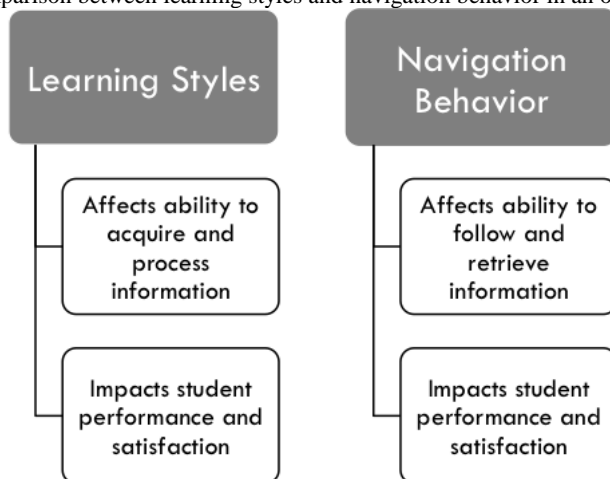 parison between learning styles and navigation behavior in an o
Learning Styles
Affects ability to
acquire and
process
information
Impacts student
performance and
satisfaction
Navigation
Behavior
Affects ability to
follow and
retrieve
information
Impacts student
performance and
satisfaction